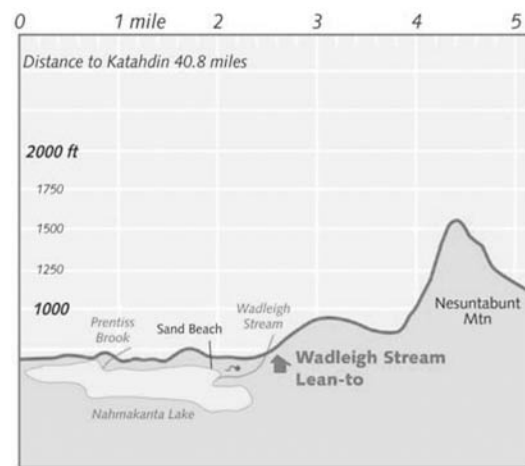 0 1 mile 2 3 4 5
Distance to Katahdin 40.8 miles
2000 ft
1750
1500
1250
1000
Prentiss
Brook
Sand Beach
Wadleigh
Stream
Nesuntabunt
Mtn
Wadleigh Stream
Lean-to
Nahmakanta Lake